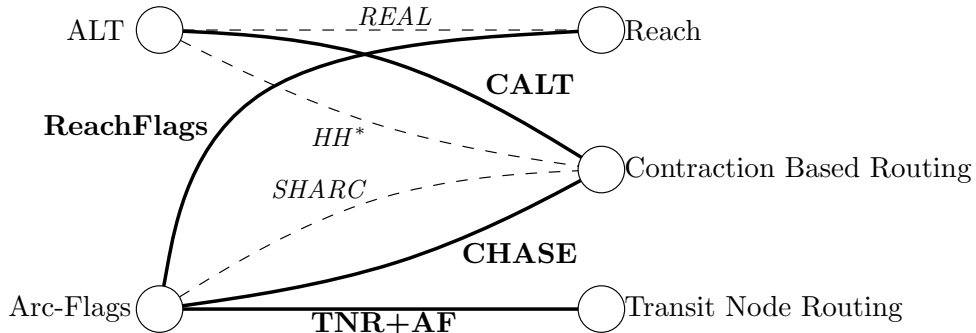 REAL
ALT
Reach
CALT
ReachFlags
HH*
Contraction Based Routing
SHARC
CHASE
Arc-Flags
Transit Node Routing
TNR+AF